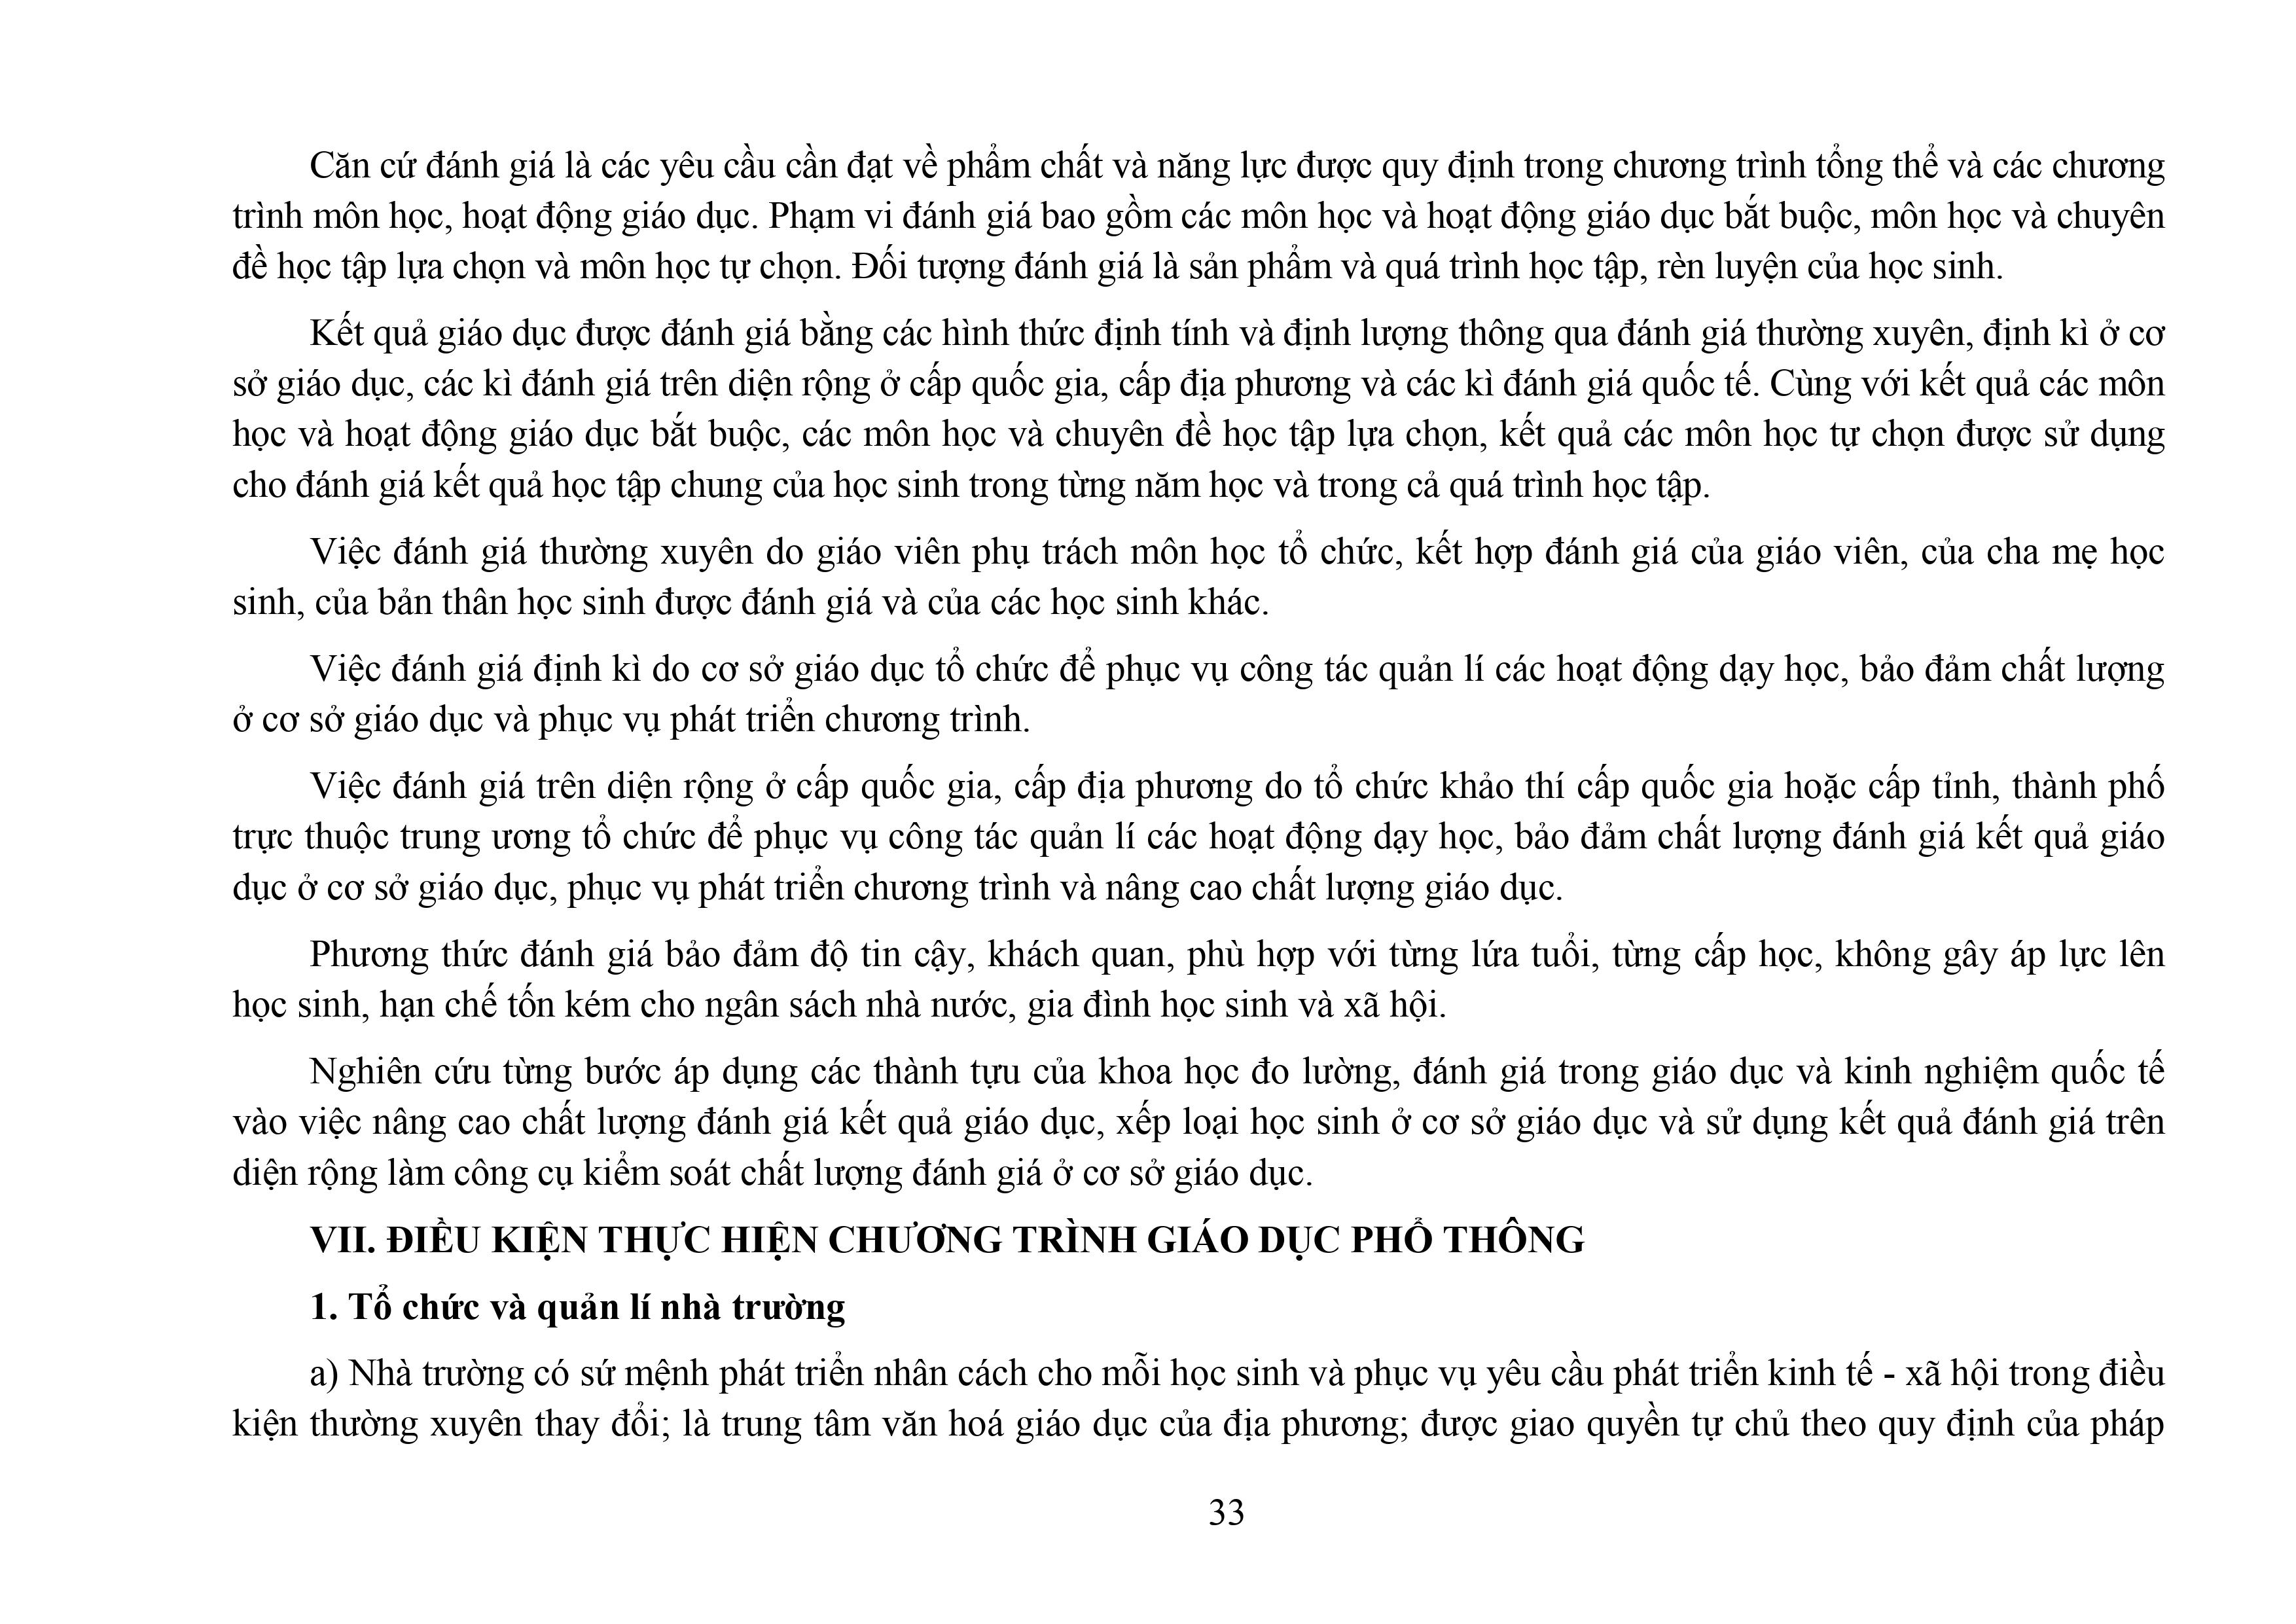 Căn cứ đánh giá là các yêu cầu cần đạt về phẩm chất và năng lực được quy định trong chương trình tổng thể và các chương
trình môn học, hoạt động giáo dục. Phạm vi đánh giá bao gồm các môn học và hoạt động giáo dục bắt buộc, môn học và chuyên
đề học tập lựa chọn và môn học tự chọn. Đối tượng đánh giá là sản phẩm và quá trình học tập, rèn luyện của học sinh.
Kết quả giáo dục được đánh giá bằng các hình thức định tính và định lượng thông qua đánh giá thường xuyên, định kì ở cơ
sở giáo dục, các kì đánh giá trên diện rộng ở cấp quốc gia, cấp địa phương và các kì đánh giá quốc tế. Cùng với kết quả các môn
học và hoạt động giáo dục bắt buộc, các môn học và chuyên đề học tập lựa chọn, kết quả các môn học tự chọn được sử dụng
cho đánh giá kết quả học tập chung của học sinh trong từng năm học và trong cả quá trình học tập.
Việc đánh giá thường xuyên do giáo viên phụ trách môn học tổ chức, kết hợp đánh giá của giáo viên, của cha mẹ học
sinh, của bản thân học sinh được đánh giá và của các học sinh khác.
Việc đánh giá định kì do cơ sở giáo dục tổ chức để phục vụ công tác quản lí các hoạt động dạy học, bảo đảm chất lượng
ở cơ sở giáo dục và phục vụ phát triển chương trình.
Việc đánh giá trên diện rộng ở cấp quốc gia, cấp địa phương do tổ chức khảo thí cấp quốc gia hoặc cấp tỉnh, thành phố
trực thuộc trung ương tổ chức để phục vụ công tác quản lí các hoạt động dạy học, bảo đảm chất lượng đánh giá kết quả giáo
dục ở cơ sở giáo dục, phục vụ phát triển chương trình và nâng cao chất lượng giáo dục.
Phương thức đánh giá bảo đảm độ tin cậy, khách quan, phù hợp với từng lứa tuổi, từng cấp học, không gây áp lực lên
học sinh, hạn chế tốn kém cho ngân sách nhà nước, gia đình học sinh và xã hội.
Nghiên cứu từng bước áp dụng các thành tựu của khoa học đo lường, đánh giá trong giáo dục và kinh nghiệm quốc tế
vào việc nâng cao chất lượng đánh giá kết quả giáo dục, xếp loại học sinh ở cơ sở giáo dục và sử dụng kết quả đánh giá trên
diện rộng làm công cụ kiểm soát chất lượng đánh giá ở cơ sở giáo dục.
VII. ĐIỀU KIỆN THỰC HIỆN CHƯƠNG TRÌNH GIÁO DỤC PHỔ THÔNG
1. Tổ chức và quản lí nhà trường
a) Nhà trường có sứ mệnh phát triển nhân cách cho mỗi học sinh và phục vụ yêu cầu phát triển kinh tế - xã hội trong điều
kiện thường xuyên thay đổi; là trung tâm văn hoá giáo dục của địa phương; được giao quyền tự chủ theo quy định của pháp
33